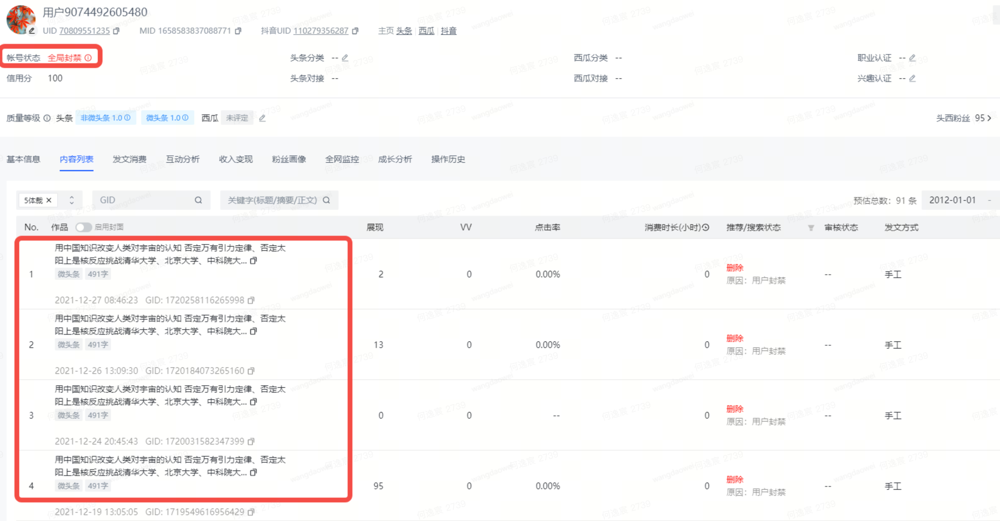 用户9074492605480
UID 70809551235 MID 1658583837088771 抖音UID 110279356287 主页 头条 | 西瓜 | 抖音
帐号状态 全局封禁 头条分类 -- 西瓜分类 -- 职业认证 --
信用分 100 头条对接 -- 西瓜对接 -- 兴趣认证 --
质量等级 头条 非微头条 1.0 微头条 1.0 西瓜 未评定 头西粉丝 95
基本信息 内容列表 发文消费 互动分析 收入变现 粉丝画像 全网监控 成长分析 操作历史
5体裁 × GID 关键字(标题/摘要/正文) 预估总数: 91 条 2012-01-01 -
No. 作品 启用封面 展现 VV 点击率 消费时长(小时) 推荐/搜索状态 审核状态 发文方式
用中国知识改变人类对宇宙的认知 否定万有引力定律、否定太
阳上是核反应挑战清华大学、北京大学、中科院大...
1 微头条 491字 2 0 0.00% 0 删除 -- 手工
原因: 用户封禁
2021-12-27 08:46:23 GID: 1720258116265998
用中国知识改变人类对宇宙的认知 否定万有引力定律、否定太
阳上是核反应挑战清华大学、北京大学、中科院大...
2 微头条 491字 13 0 0.00% 0 删除 -- 手工
原因: 用户封禁
2021-12-26 13:09:30 GID: 1720184073265160
用中国知识改变人类对宇宙的认知 否定万有引力定律、否定太
阳上是核反应挑战清华大学、北京大学、中科院大...
3 微头条 491字 0 0 -- 0 删除 -- 手工
原因: 用户封禁
2021-12-24 20:45:43 GID: 1720031582347399
用中国知识改变人类对宇宙的认知 否定万有引力定律、否定太
阳上是核反应挑战清华大学、北京大学、中科院大...
4 微头条 491字 95 0 0.00% 0 删除 -- 手工
原因: 用户封禁
2021-12-19 13:05:05 GID: 1719549616956429
何逸宸 2739
wangdaowei